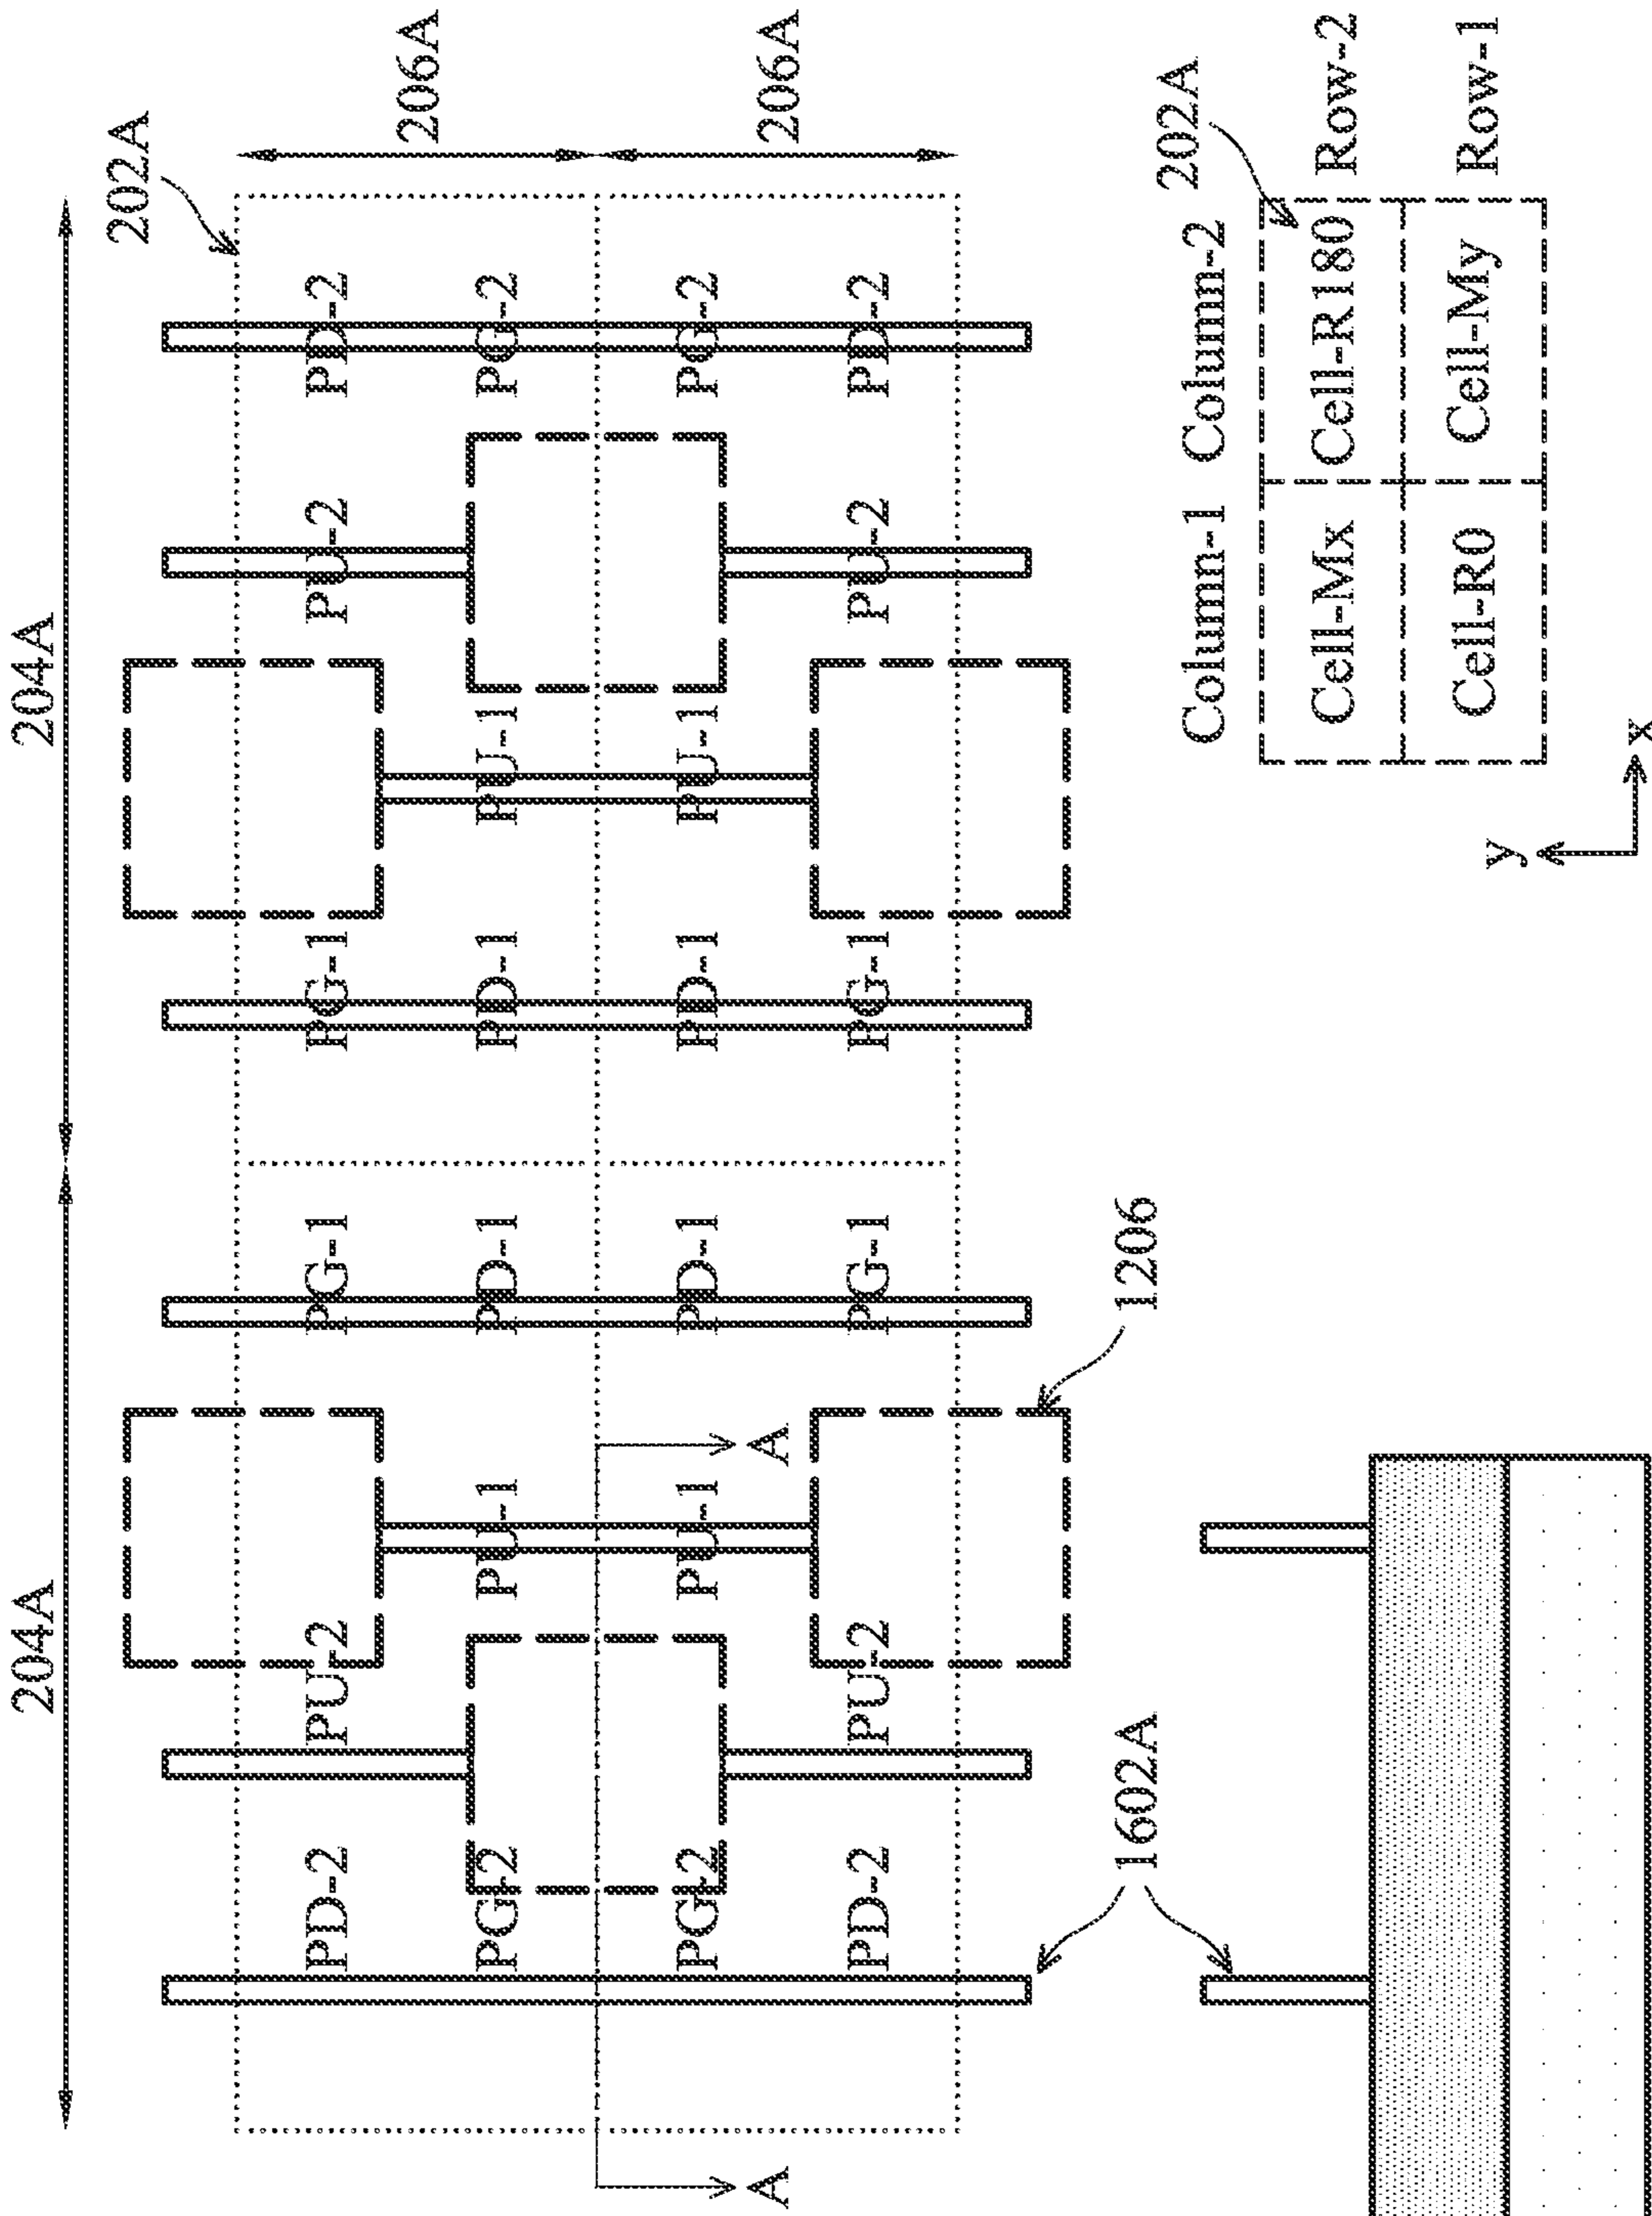 204A 204A
202A
PD-2 PU-2 PG-1 PG-1 PU-2 PD-2
206A
PG-2 PU-1 PD-1 PD-1 PU-1 PG-2
PG-2 PU-1 PD-1 PD-1 PU-1 PG-2
A A
206A
PD-2 PU-2 PG-1 PG-1 PU-2 PD-2
1602A 1206
202A
Column-1 Column-2
Cell-Mx Cell-R180 Row-2
Cell-R0 Cell-My Row-1
y
x